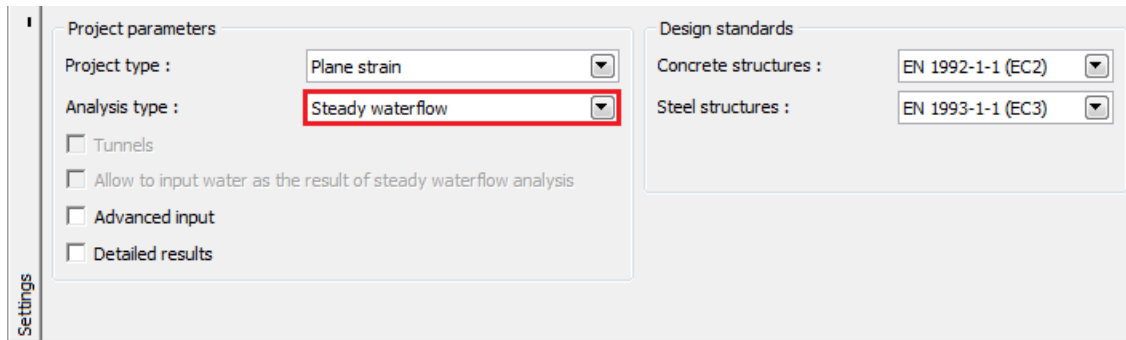 Project parameters
Project type :
Plane strain
Analysis type :
Steady waterflow
Tunnels
Allow to input water as the result of steady waterflow analysis
Advanced input
Detailed results
Design standards
Concrete structures :
EN 1992-1-1 (EC2)
Steel structures :
EN 1993-1-1 (EC3)
Settings